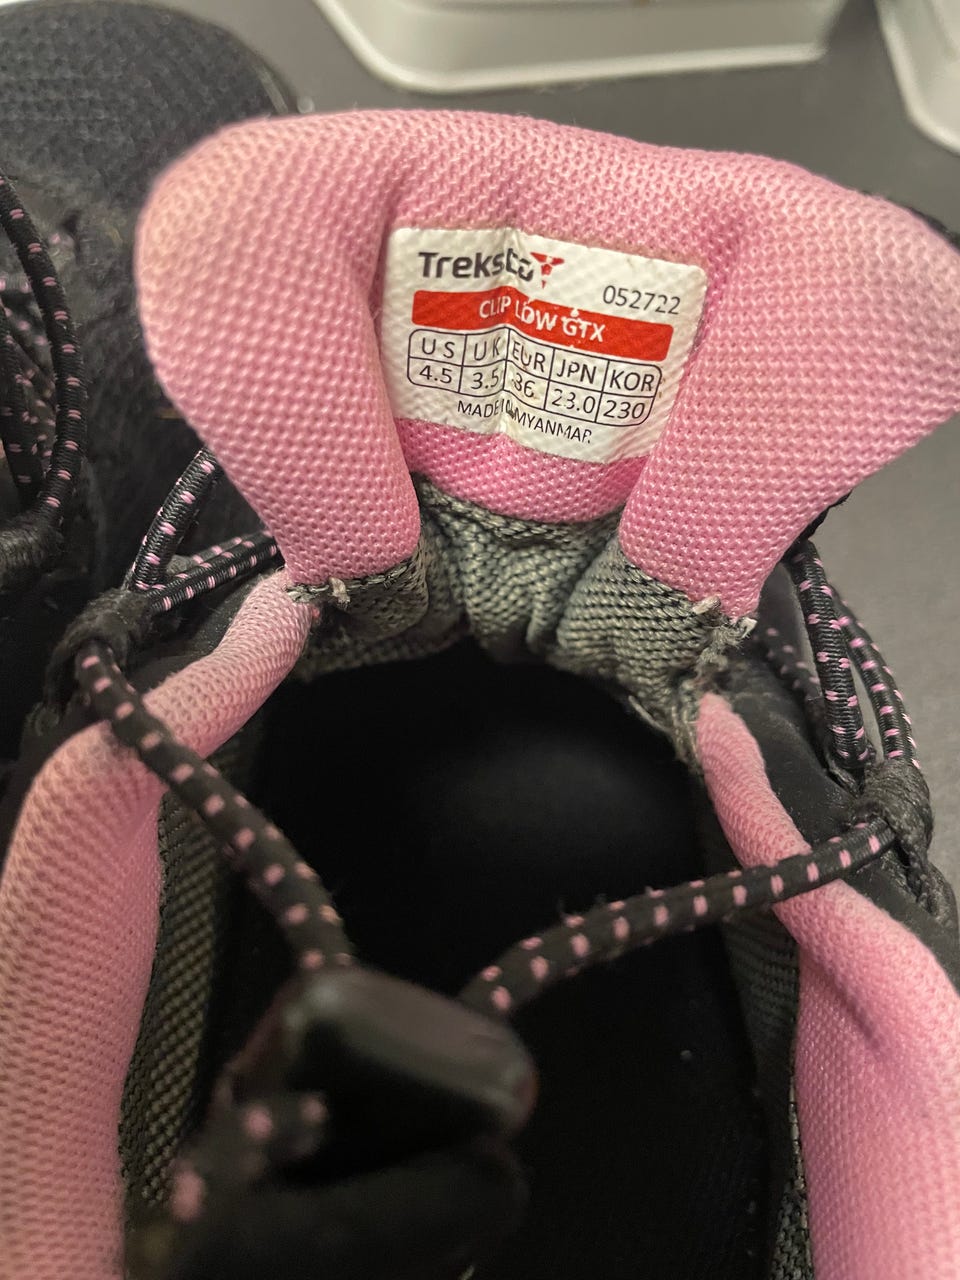 Treksta
052722
CLIP LOW GTX
US UK EUR JPN KOR
4.5 3.5 36 23.0 230
MADE IN MYANMAR